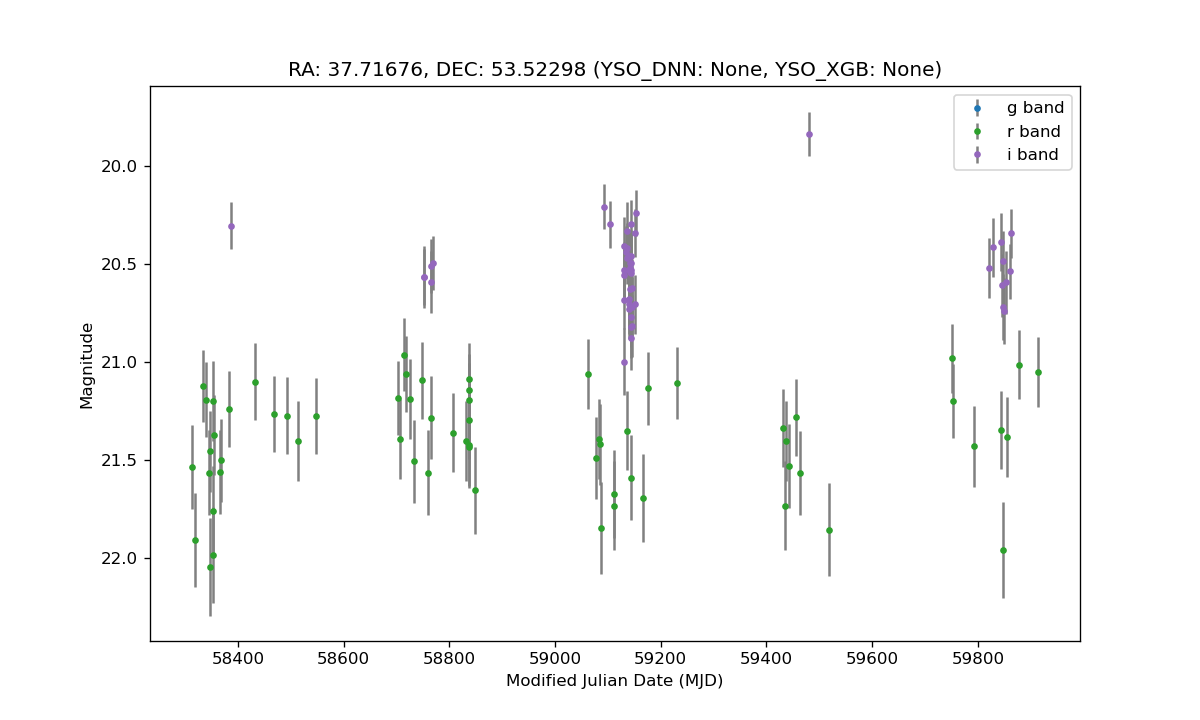 RA: 37.71676, DEC: 53.52298 (YSO_DNN: None, YSO_XGB: None)
g band
r band
i band
20.0
20.5
21.0
21.5
22.0
Magnitude
58400 58600 58800 59000 59200 59400 59600 59800
Modified Julian Date (MJD)